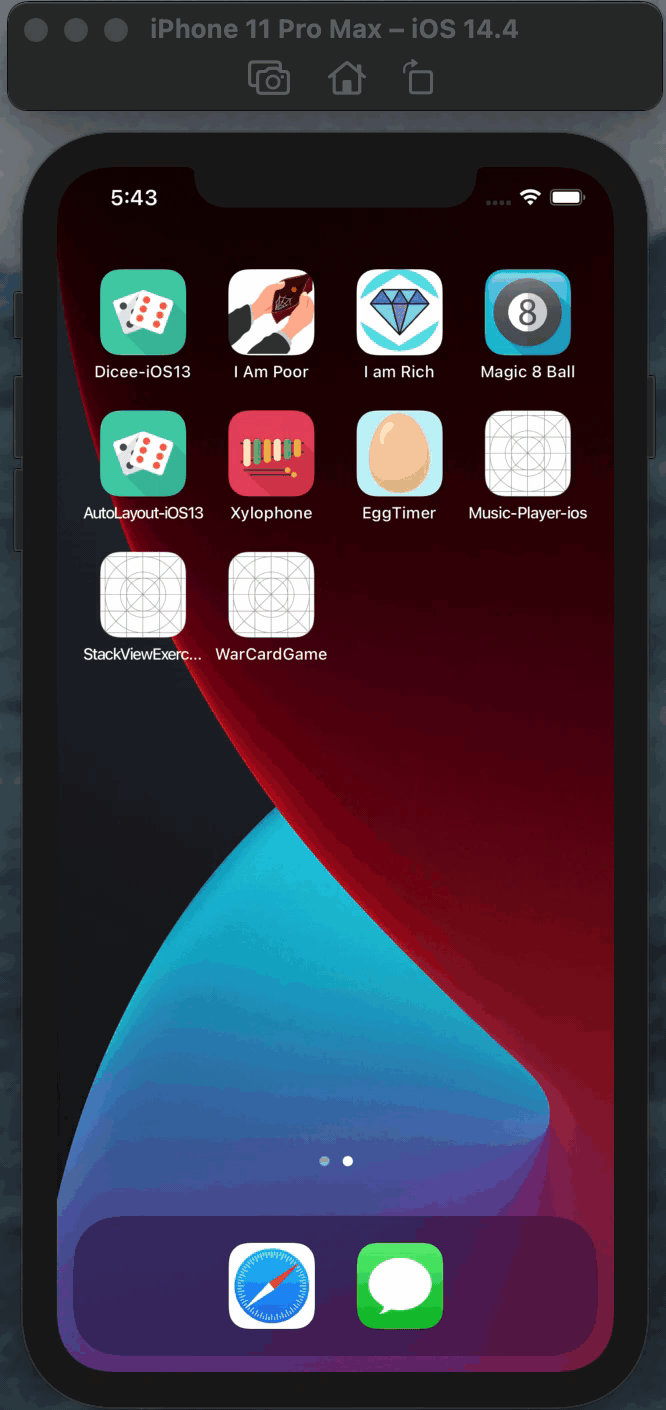 iPhone 11 Pro Max – iOS 14.4
5:43
Dicee-iOS13
I Am Poor
I am Rich
8
Magic 8 Ball
AutoLayout-iOS13
Xylophone
EggTimer
Music-Player-ios
StackViewExerc...
WarCardGame